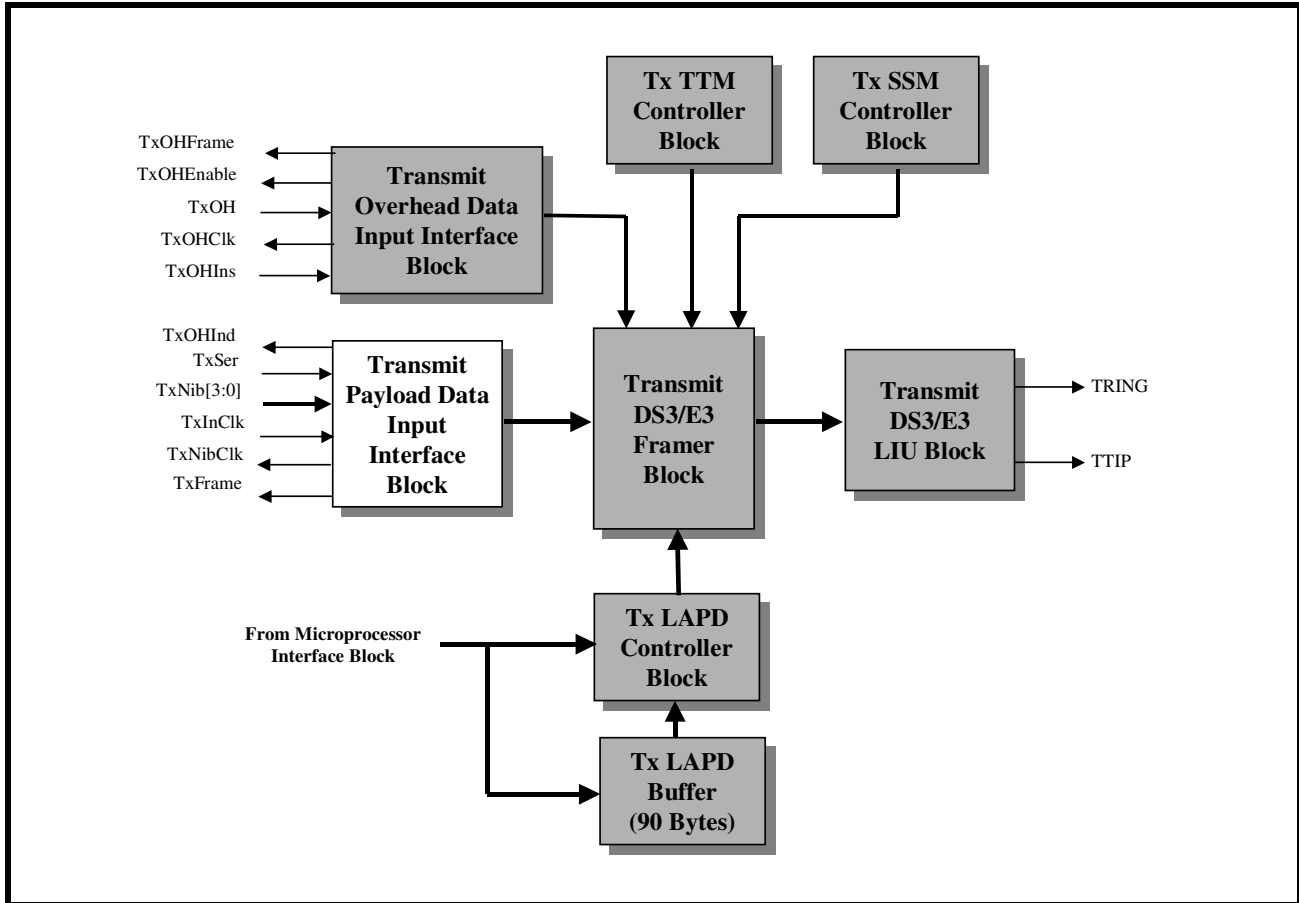 Tx TTM
Controller
Block
Tx SSM
Controller
Block
TxOHFrame
TxOHEnable
TxOH
TxOHClk
TxOHIns
Transmit
Overhead Data
Input Interface
Block
TxOHInd
TxSer
TxNib[3:0]
TxInClk
TxNibClk
TxFrame
Transmit
Payload Data
Input
Interface
Block
Transmit
DS3/E3
Framer
Block
Transmit
DS3/E3
LIU Block
TRING
TTIP
From Microprocessor
Interface Block
Tx LAPD
Controller
Block
Tx LAPD
Buffer
(90 Bytes)